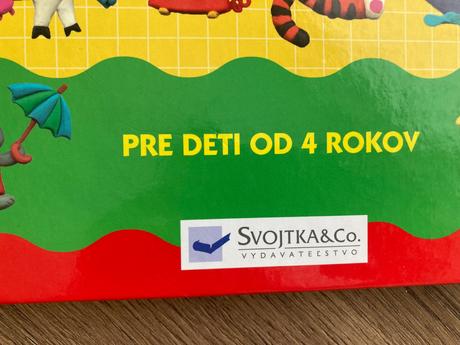 PRE DETI OD 4 ROKOV
SVOJTKA&CO.
VYDAVATEĽSTVO